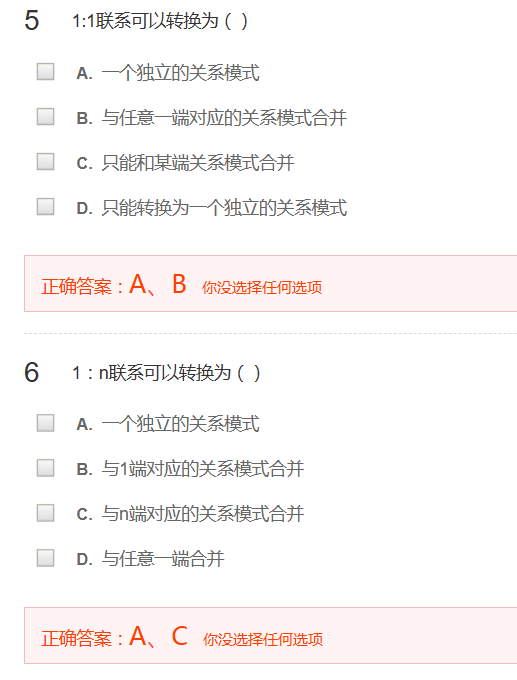 5 1:1联系可以转换为（ ）
A. 一个独立的关系模式
B. 与任意一端对应的关系模式合并
C. 只能和某端关系模式合并
D. 只能转换为一个独立的关系模式
正确答案：A、B 你没选择任何选项
6 1：n联系可以转换为（ ）
A. 一个独立的关系模式
B. 与1端对应的关系模式合并
C. 与n端对应的关系模式合并
D. 与任意一端合并
正确答案：A、C 你没选择任何选项